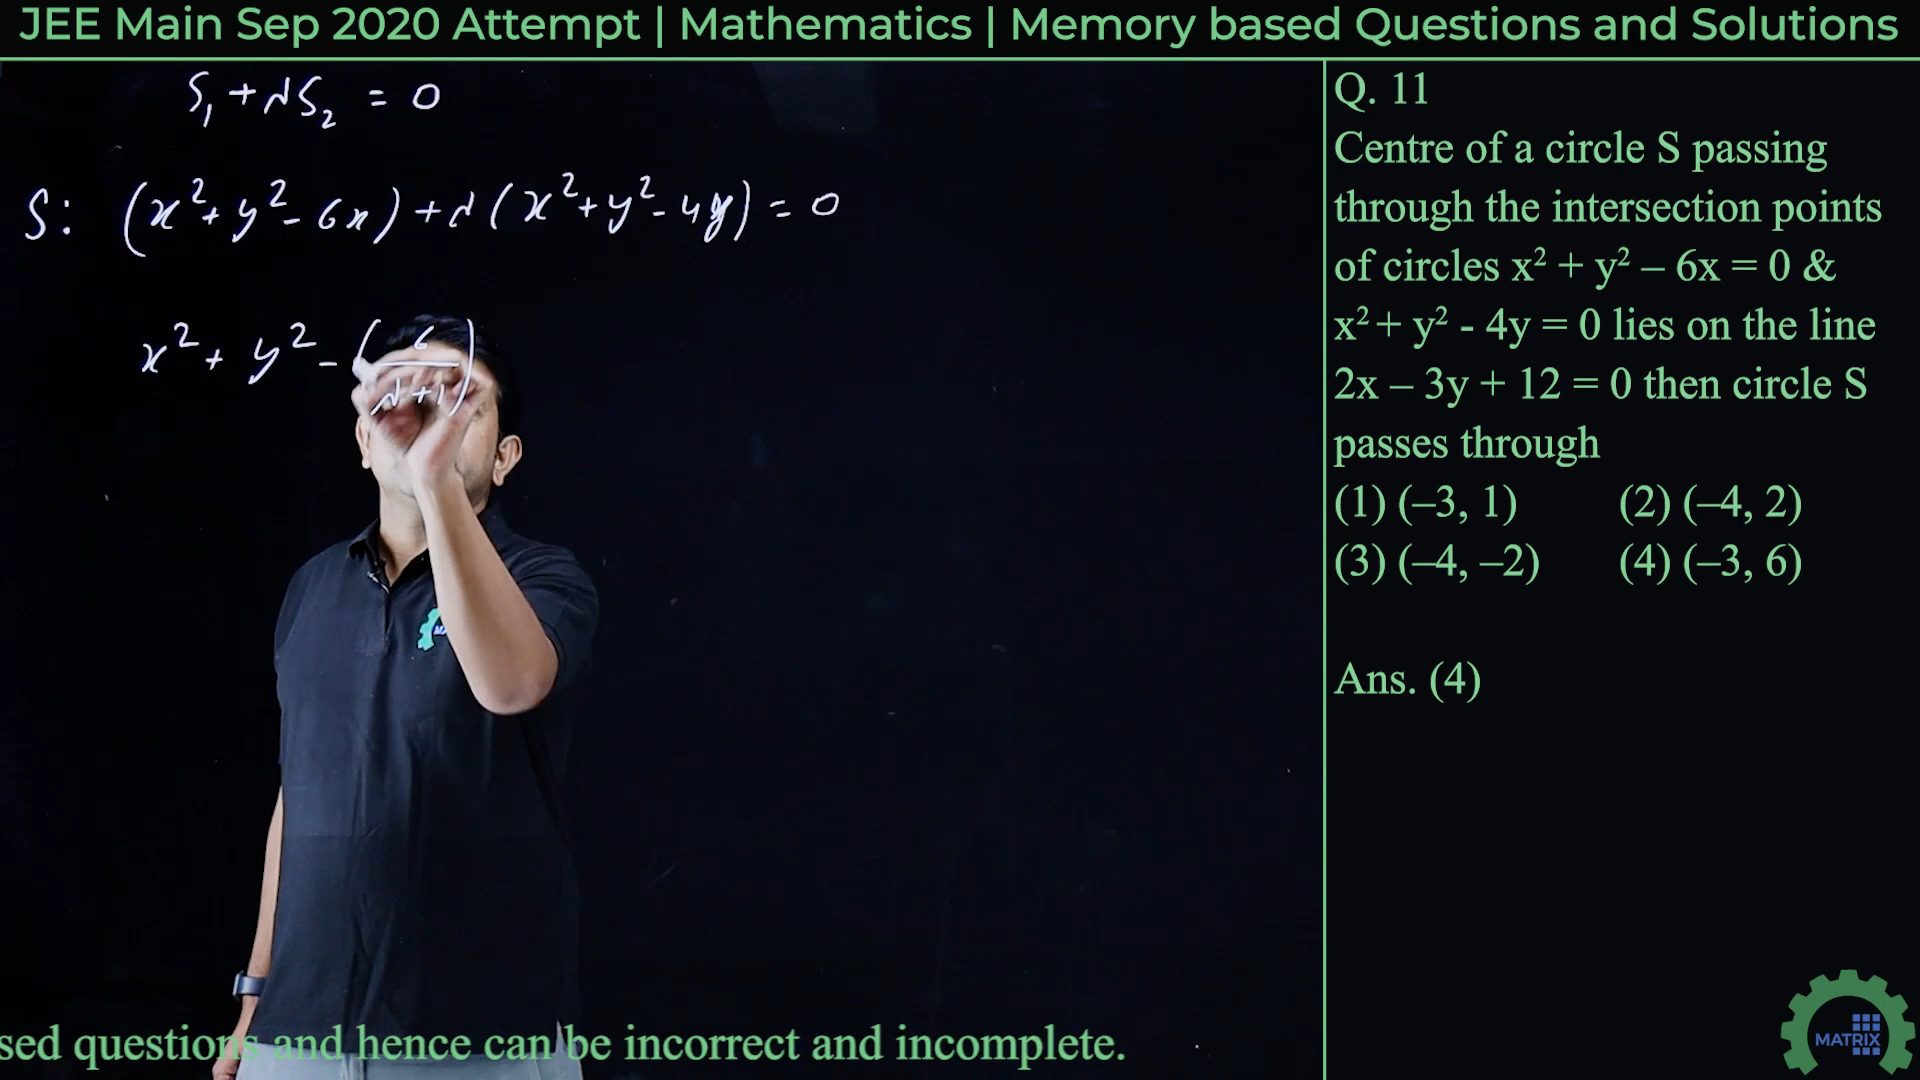 JEE Main Sep 2020 Attempt | Mathematics | Memory based Questions and Solutions
S₁ + λS₂ = 0
S: (x² + y² - 6x) + λ(x² + y² - 4y) = 0
x² + y² - (6/λ+1)
Q. 11
Centre of a circle S passing
through the intersection points
of circles x² + y² – 6x = 0 &
x² + y² - 4y = 0 lies on the line
2x – 3y + 12 = 0 then circle S
passes through
(1) (–3, 1) (2) (–4, 2)
(3) (–4, –2) (4) (–3, 6)
Ans. (4)
sed questions and hence can be incorrect and incomplete.
MATRIX